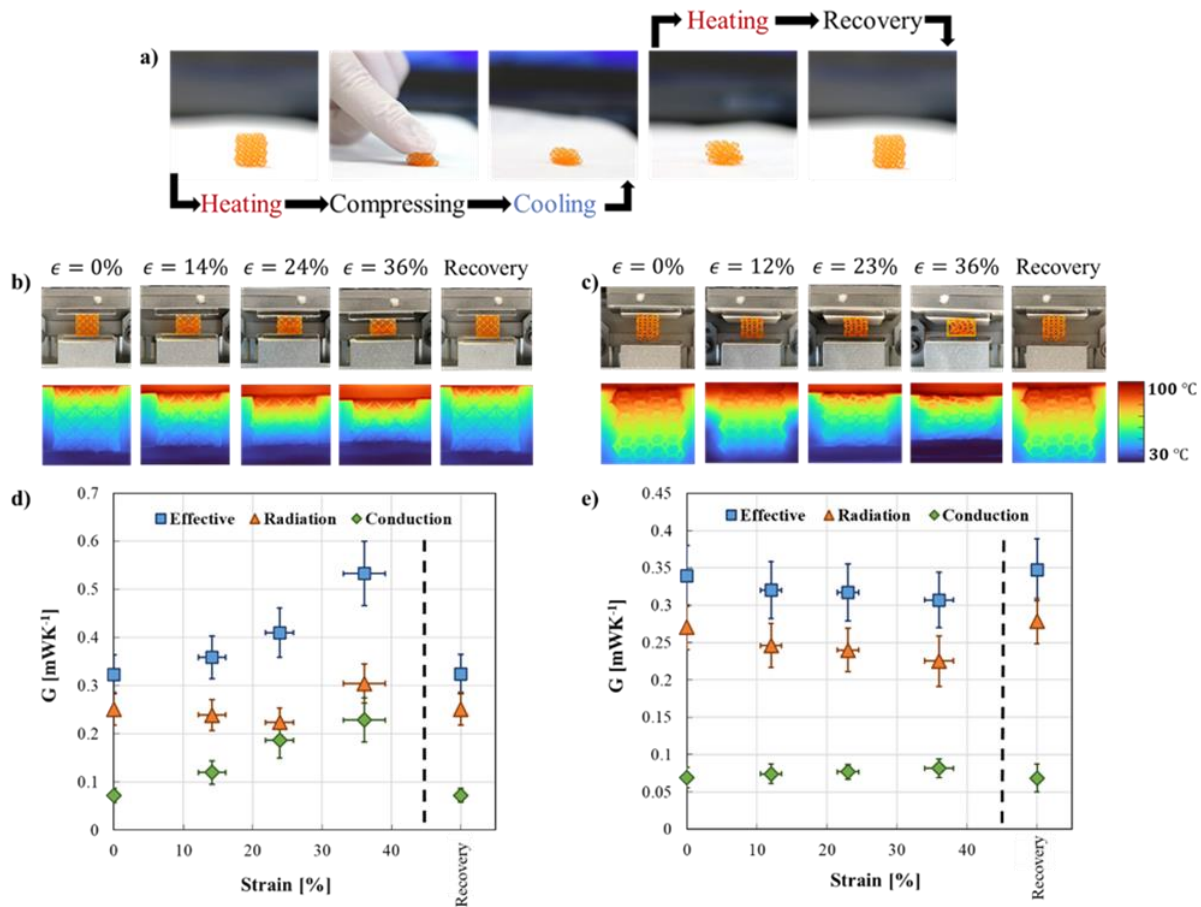 Heating Recovery
a)
Heating Compressing Cooling
b) ϵ = 0% ϵ = 14% ϵ = 24% ϵ = 36% Recovery
c) ϵ = 0% ϵ = 12% ϵ = 23% ϵ = 36% Recovery
100 ℃
30 ℃
d)
Effective Radiation Conduction
G [mWK⁻¹]
0.7
0.6
0.5
0.4
0.3
0.2
0.1
0
0 10 20 30 40 Recovery
Strain [%]
e)
Effective Radiation Conduction
G [mWK⁻¹]
0.45
0.4
0.35
0.3
0.25
0.2
0.15
0.1
0.05
0
0 10 20 30 40 Recovery
Strain [%]